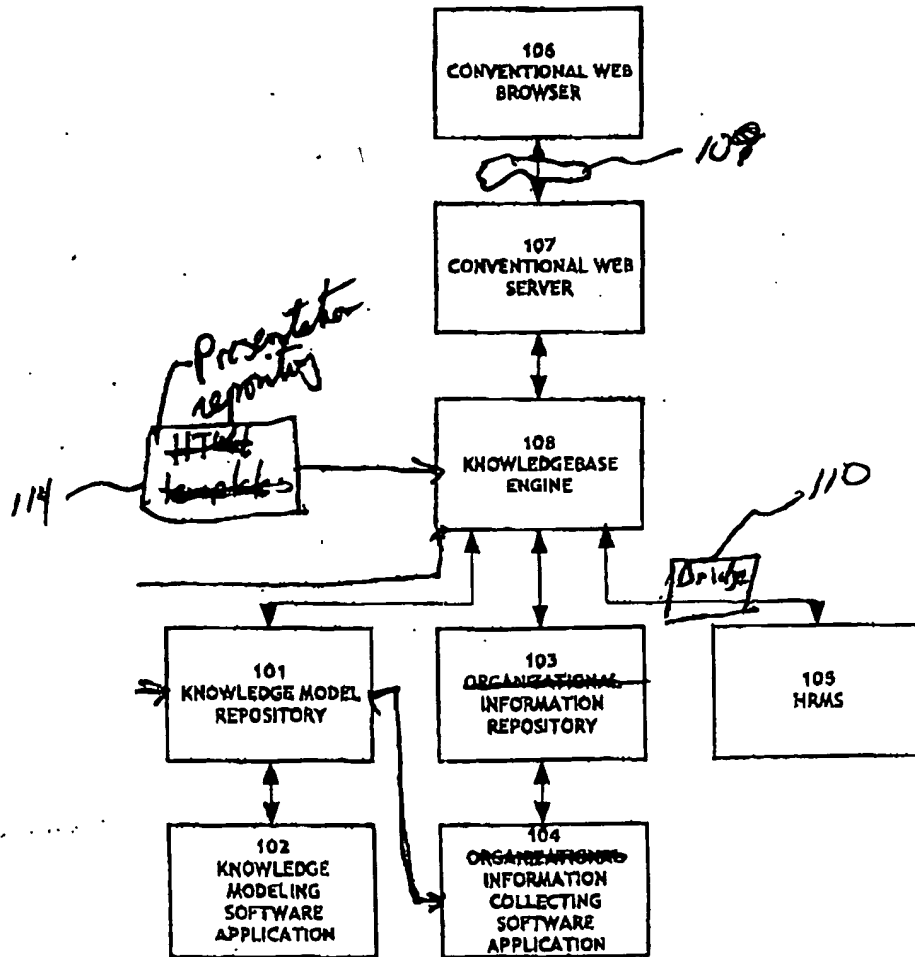 106
CONVENTIONAL WEB
BROWSER
107
CONVENTIONAL WEB
SERVER
Presentation
repository
HTML
templates
114
108
KNOWLEDGEBASE
ENGINE
110
Bridge
101
KNOWLEDGE MODEL
REPOSITORY
103
ORGANIZATIONAL
INFORMATION
REPOSITORY
105
HRMS
102
KNOWLEDGE
MODELING
SOFTWARE
APPLICATION
104
ORGANIZATIONAL
INFORMATION
COLLECTING
SOFTWARE
APPLICATION